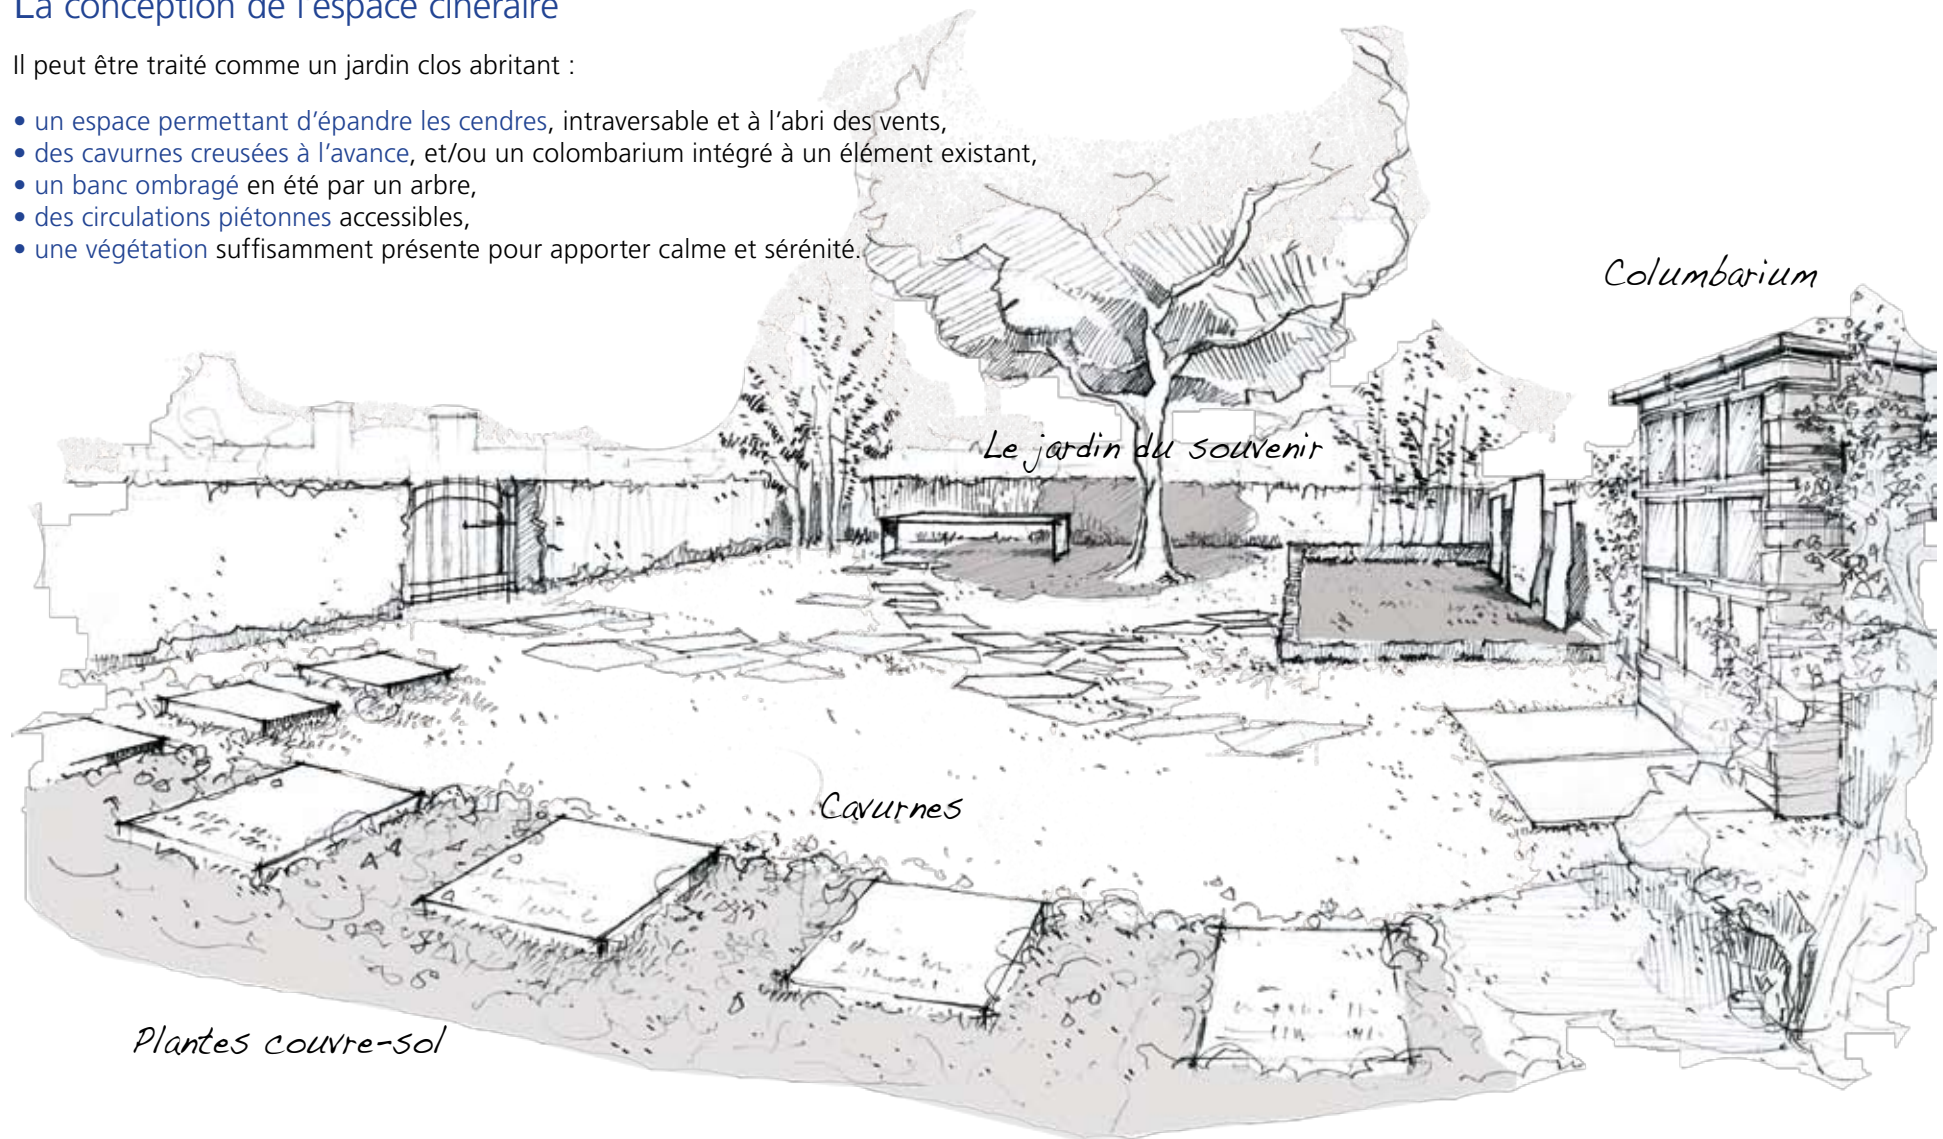 La conception de l'espace cinéraire
Il peut être traité comme un jardin clos abritant :
• un espace permettant d'épandre les cendres, intraversable et à l'abri des vents,
• des cavurnes creusées à l'avance, et/ou un colombarium intégré à un élément existant,
• un banc ombragé en été par un arbre,
• des circulations piétonnes accessibles,
• une végétation suffisamment présente pour apporter calme et sérénité.
Columbarium
Le jardin du souvenir
Cavurnes
Plantes couvre-sol